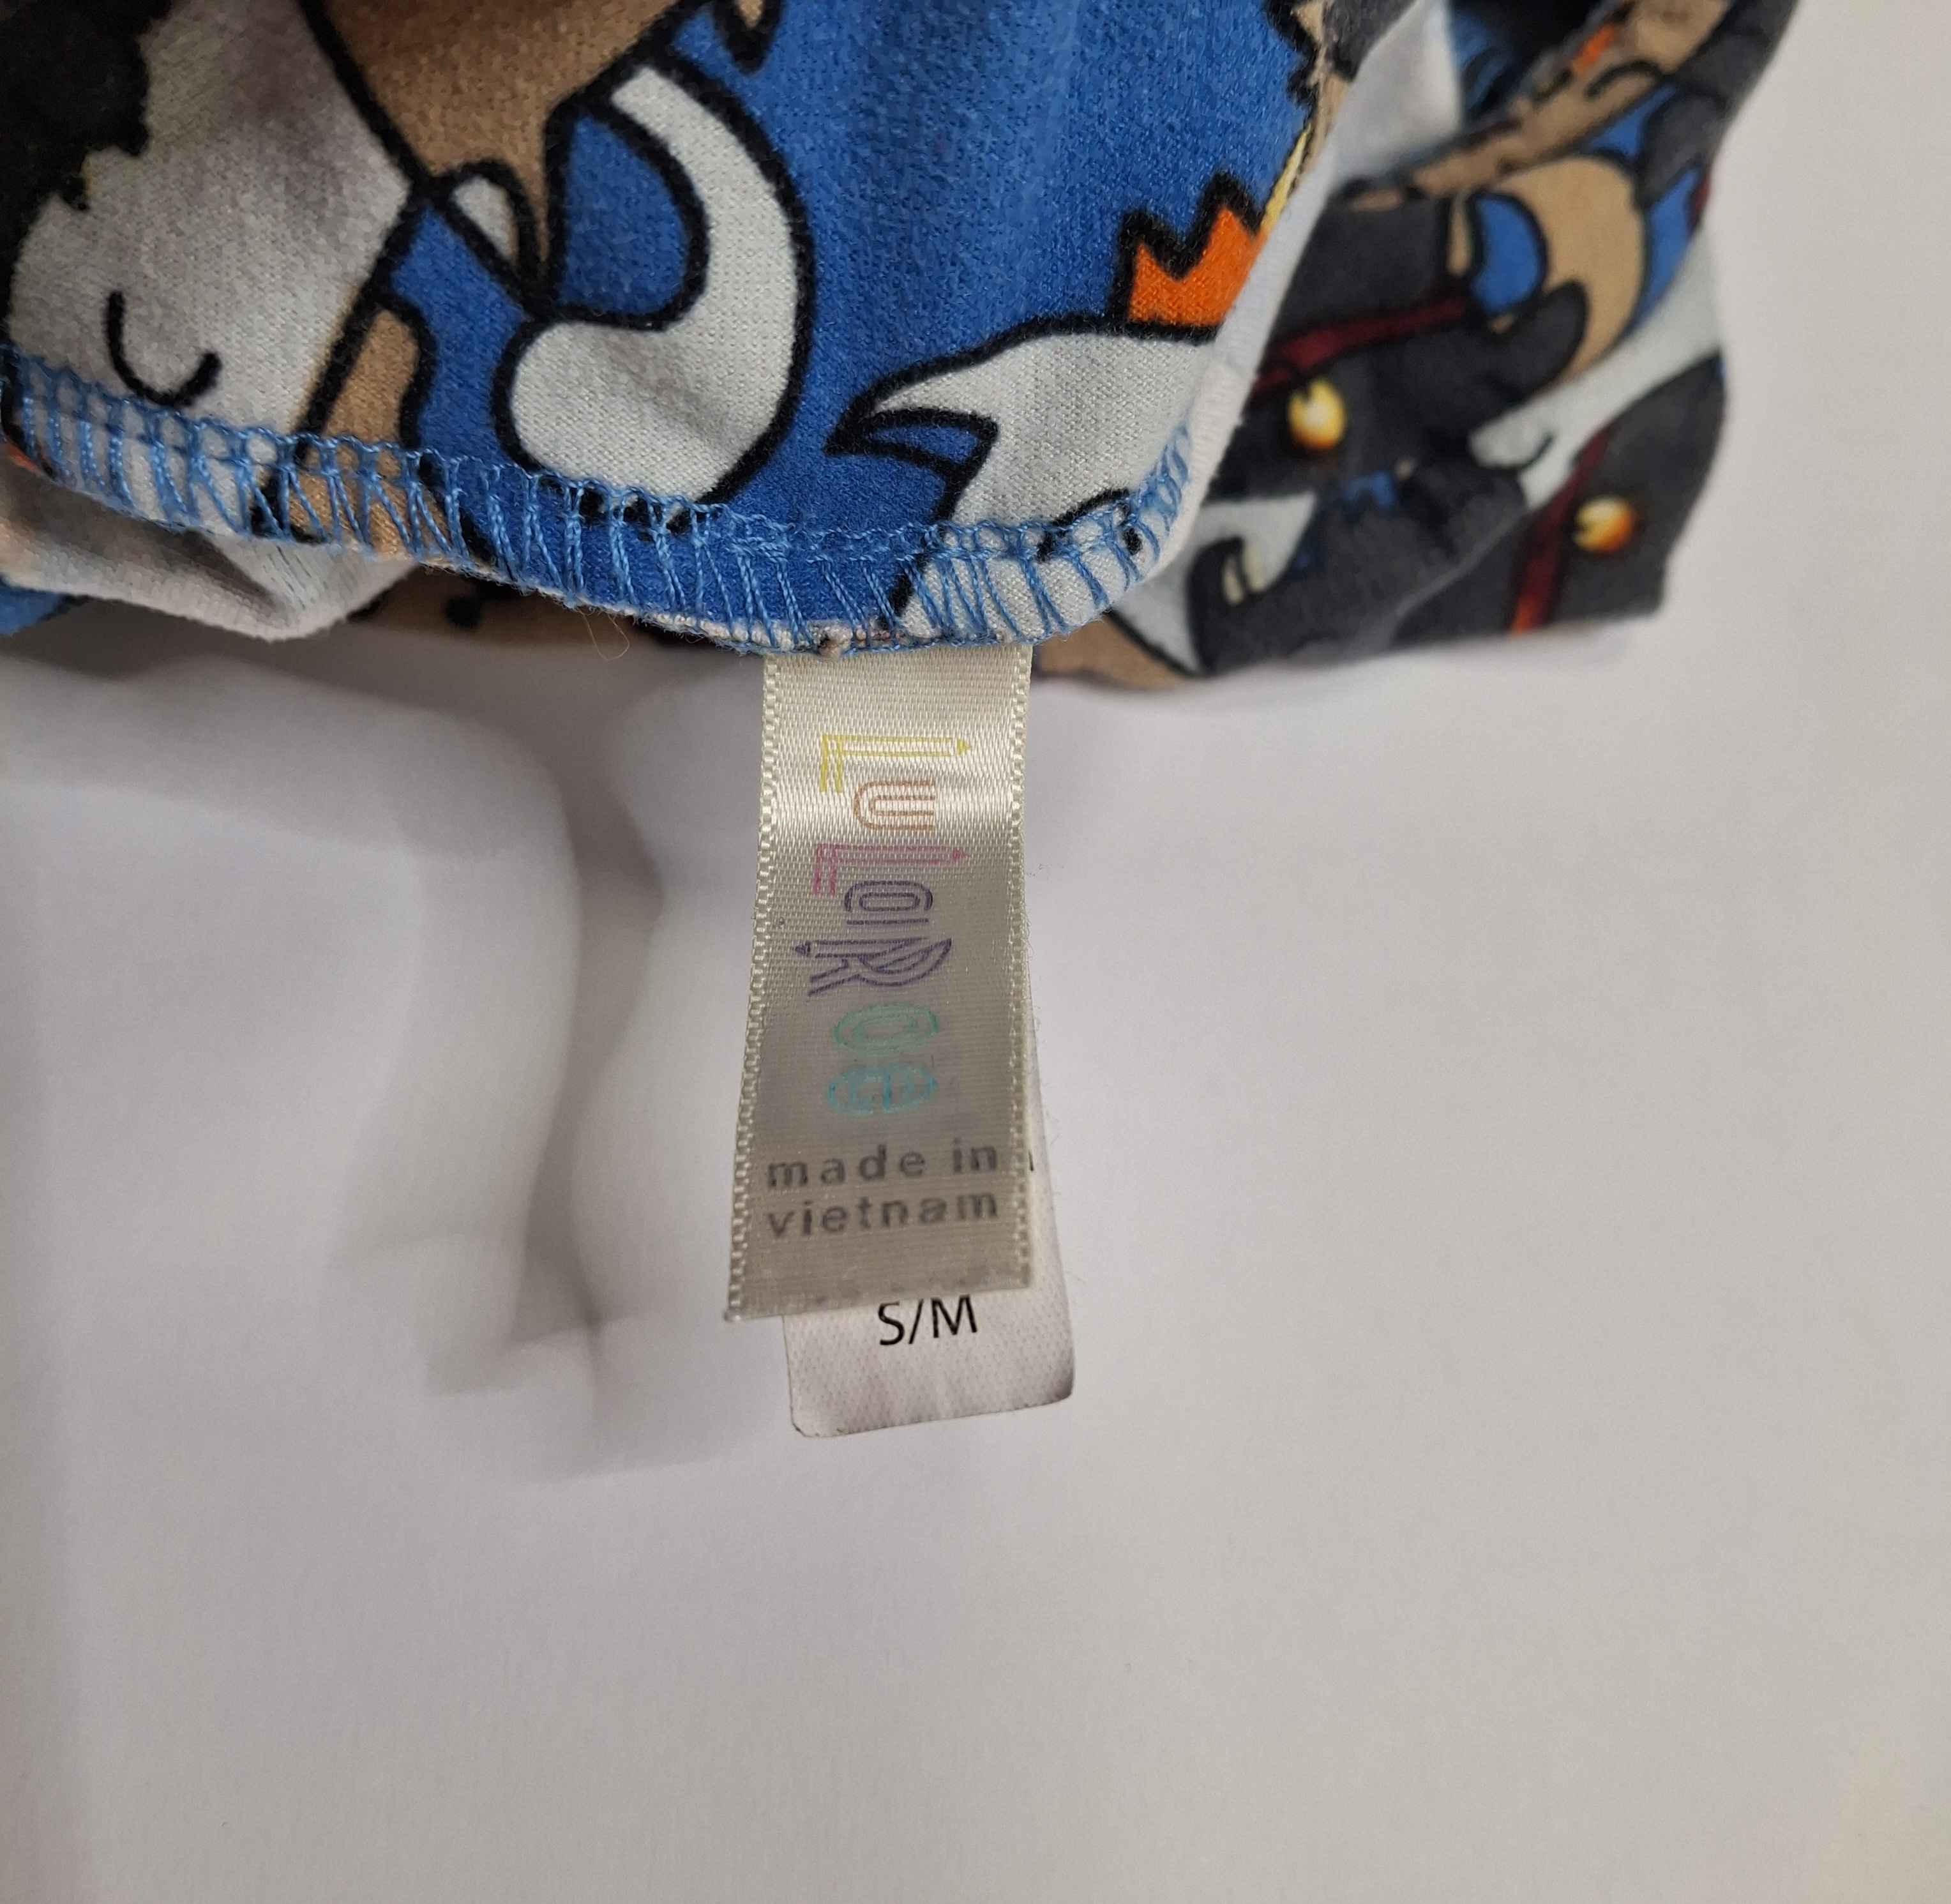 LuLaRoe
made in
vietnam
S/M